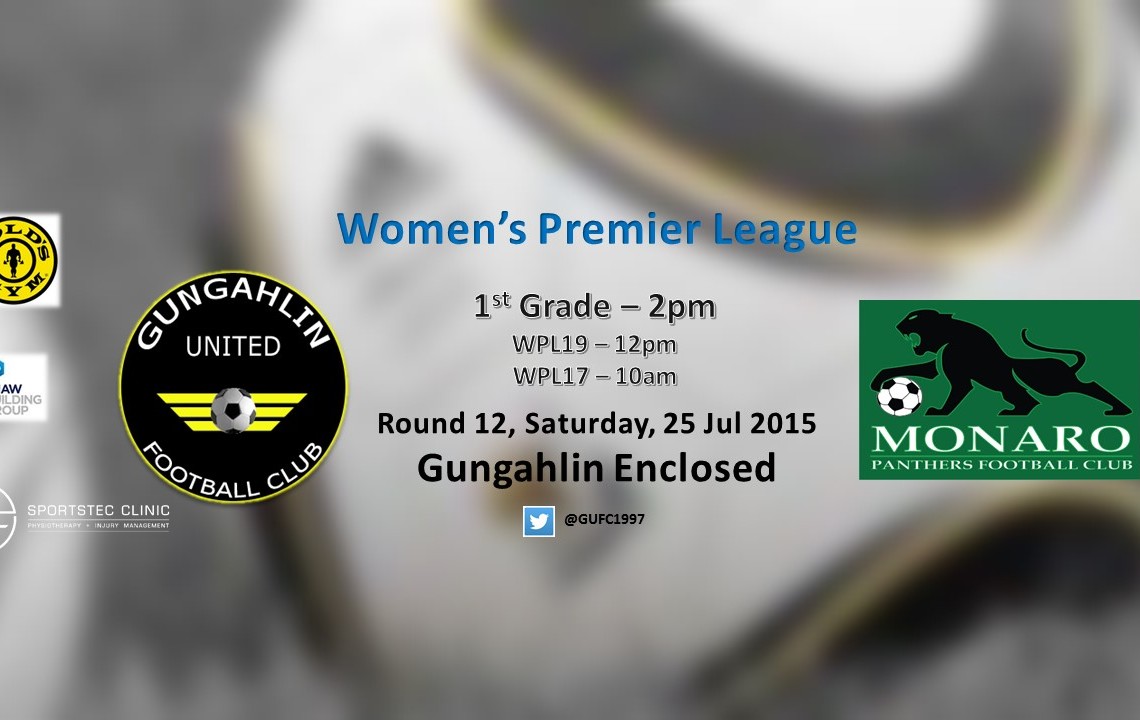 Women's Premier League
1st Grade – 2pm
WPL19 – 12pm
WPL17 – 10am
Round 12, Saturday, 25 Jul 2015
Gungahlin Enclosed
@GUFC1997
GUNGAHLIN
UNITED
FOOTBALL CLUB
MONARO
PANTHERS FOOTBALL CLUB
SPORTSTEC CLINIC
PHYSIOTHERAPY + INJURY MANAGEMENT